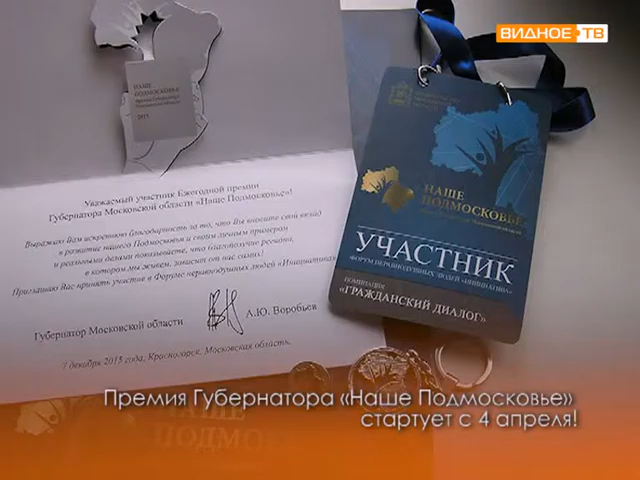 ВИДНОЕ ТВ
НАШЕ
ПОДМОСКОВЬЕ
2015
Уважаемый участник Ежегодной премии
Губернатора Московской области «Наше Подмосковье»!
Выражаю Вам искреннюю благодарность за то, что Вы вносите свой вклад
в развитие нашего Подмосковья и своим личным примером
и реальными делами показываете, что благополучие региона,
в котором мы живем, зависит от нас самих!
Приглашаю Вас принять участие в Форуме неравнодушных людей «Инициатива»
Губернатор Московской области
А.Ю. Воробьев
7 декабря 2015 года, Красногорск, Московская область.
НАШЕ
ПОДМОСКОВЬЕ
УЧАСТНИК
ФОРУМ НЕРАВНОДУШНЫХ ЛЮДЕЙ «ИНИЦИАТИВА»
НОМИНАЦИЯ
«ГРАЖДАНСКИЙ ДИАЛОГ»
Премия Губернатора «Наше Подмосковье»
стартует с 4 апреля!
НАШЕ
ПОДМОСКОВЬЕ